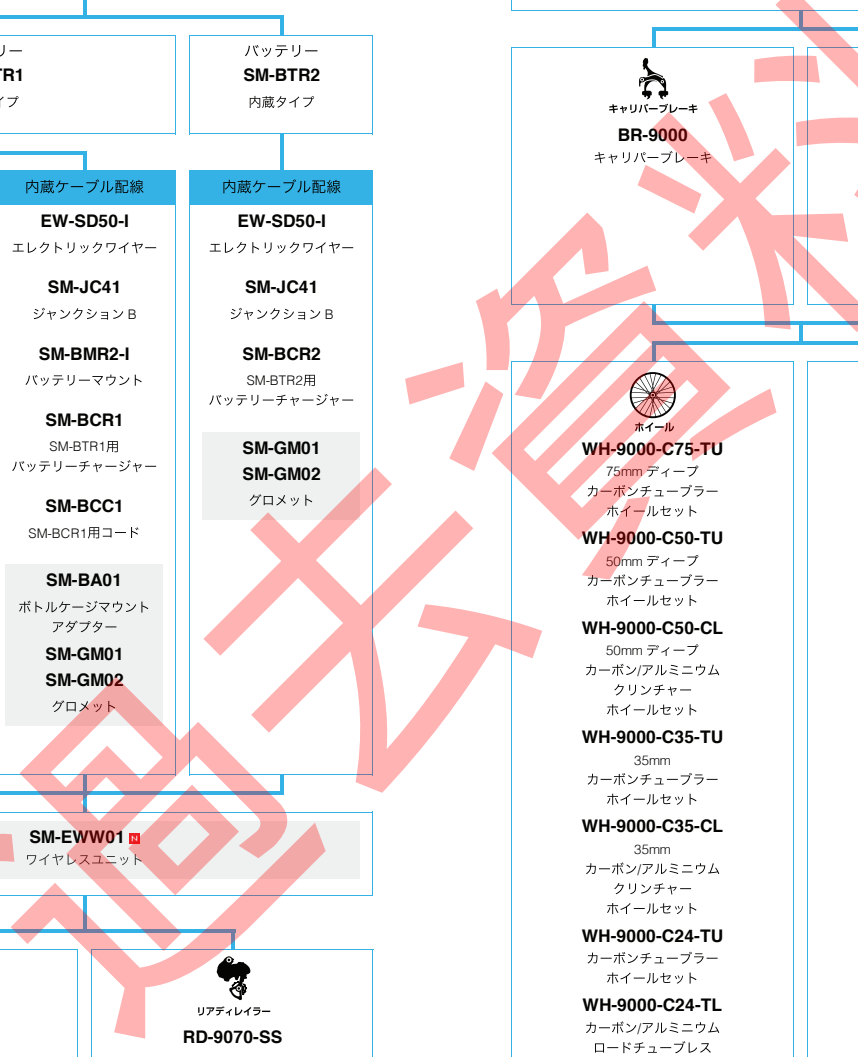 リー
TR1
イプ
バッテリー
SM-BTR2
内蔵タイプ
内蔵ケーブル配線
EW-SD50-I
エレクトリックワイヤー
SM-JC41
ジャンクション B
SM-BMR2-I
バッテリーマウント
SM-BCR1
SM-BTR1用
バッテリーチャージャー
SM-BCC1
SM-BCR1用コード
SM-BA01
ボトルケージマウント
アダプター
SM-GM01
SM-GM02
グロメット
内蔵ケーブル配線
EW-SD50-I
エレクトリックワイヤー
SM-JC41
ジャンクション B
SM-BCR2
SM-BTR2用
バッテリーチャージャー
SM-GM01
SM-GM02
グロメット
SM-EWW01 N
ワイヤレスユニット
リアディレイラー
RD-9070-SS
キャリパーブレーキ
BR-9000
キャリパーブレーキ
ホイール
WH-9000-C75-TU
75mm ディープ
カーボンチューブラー
ホイールセット
WH-9000-C50-TU
50mm ディープ
カーボンチューブラー
ホイールセット
WH-9000-C50-CL
50mm ディープ
カーボン/アルミニウム
クリンチャー
ホイールセット
WH-9000-C35-TU
35mm
カーボンチューブラー
ホイールセット
WH-9000-C35-CL
35mm
カーボン/アルミニウム
クリンチャー
ホイールセット
WH-9000-C24-TU
カーボンチューブラー
ホイールセット
WH-9000-C24-TL
カーボン/アルミニウム
ロードチューブレス
過去資料